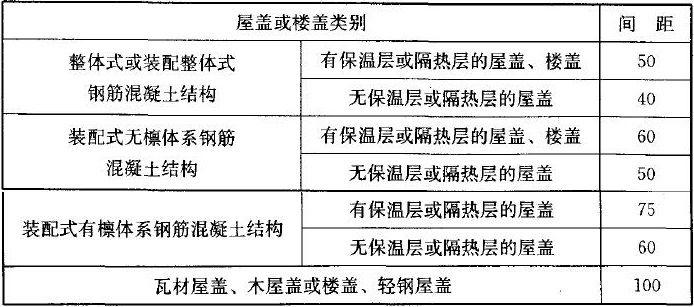 屋盖或楼盖类别 间 距
整体式或装配整体式
钢筋混凝土结构
有保温层或隔热层的屋盖、楼盖 50
无保温层或隔热层的屋盖 40
装配式无檩体系钢筋
混凝土结构
有保温层或隔热层的屋盖、楼盖 60
无保温层或隔热层的屋盖 50
装配式有檩体系钢筋混凝土结构
有保温层或隔热层的屋盖 75
无保温层或隔热层的屋盖 60
瓦材屋盖、木屋盖或楼盖、轻钢屋盖 100